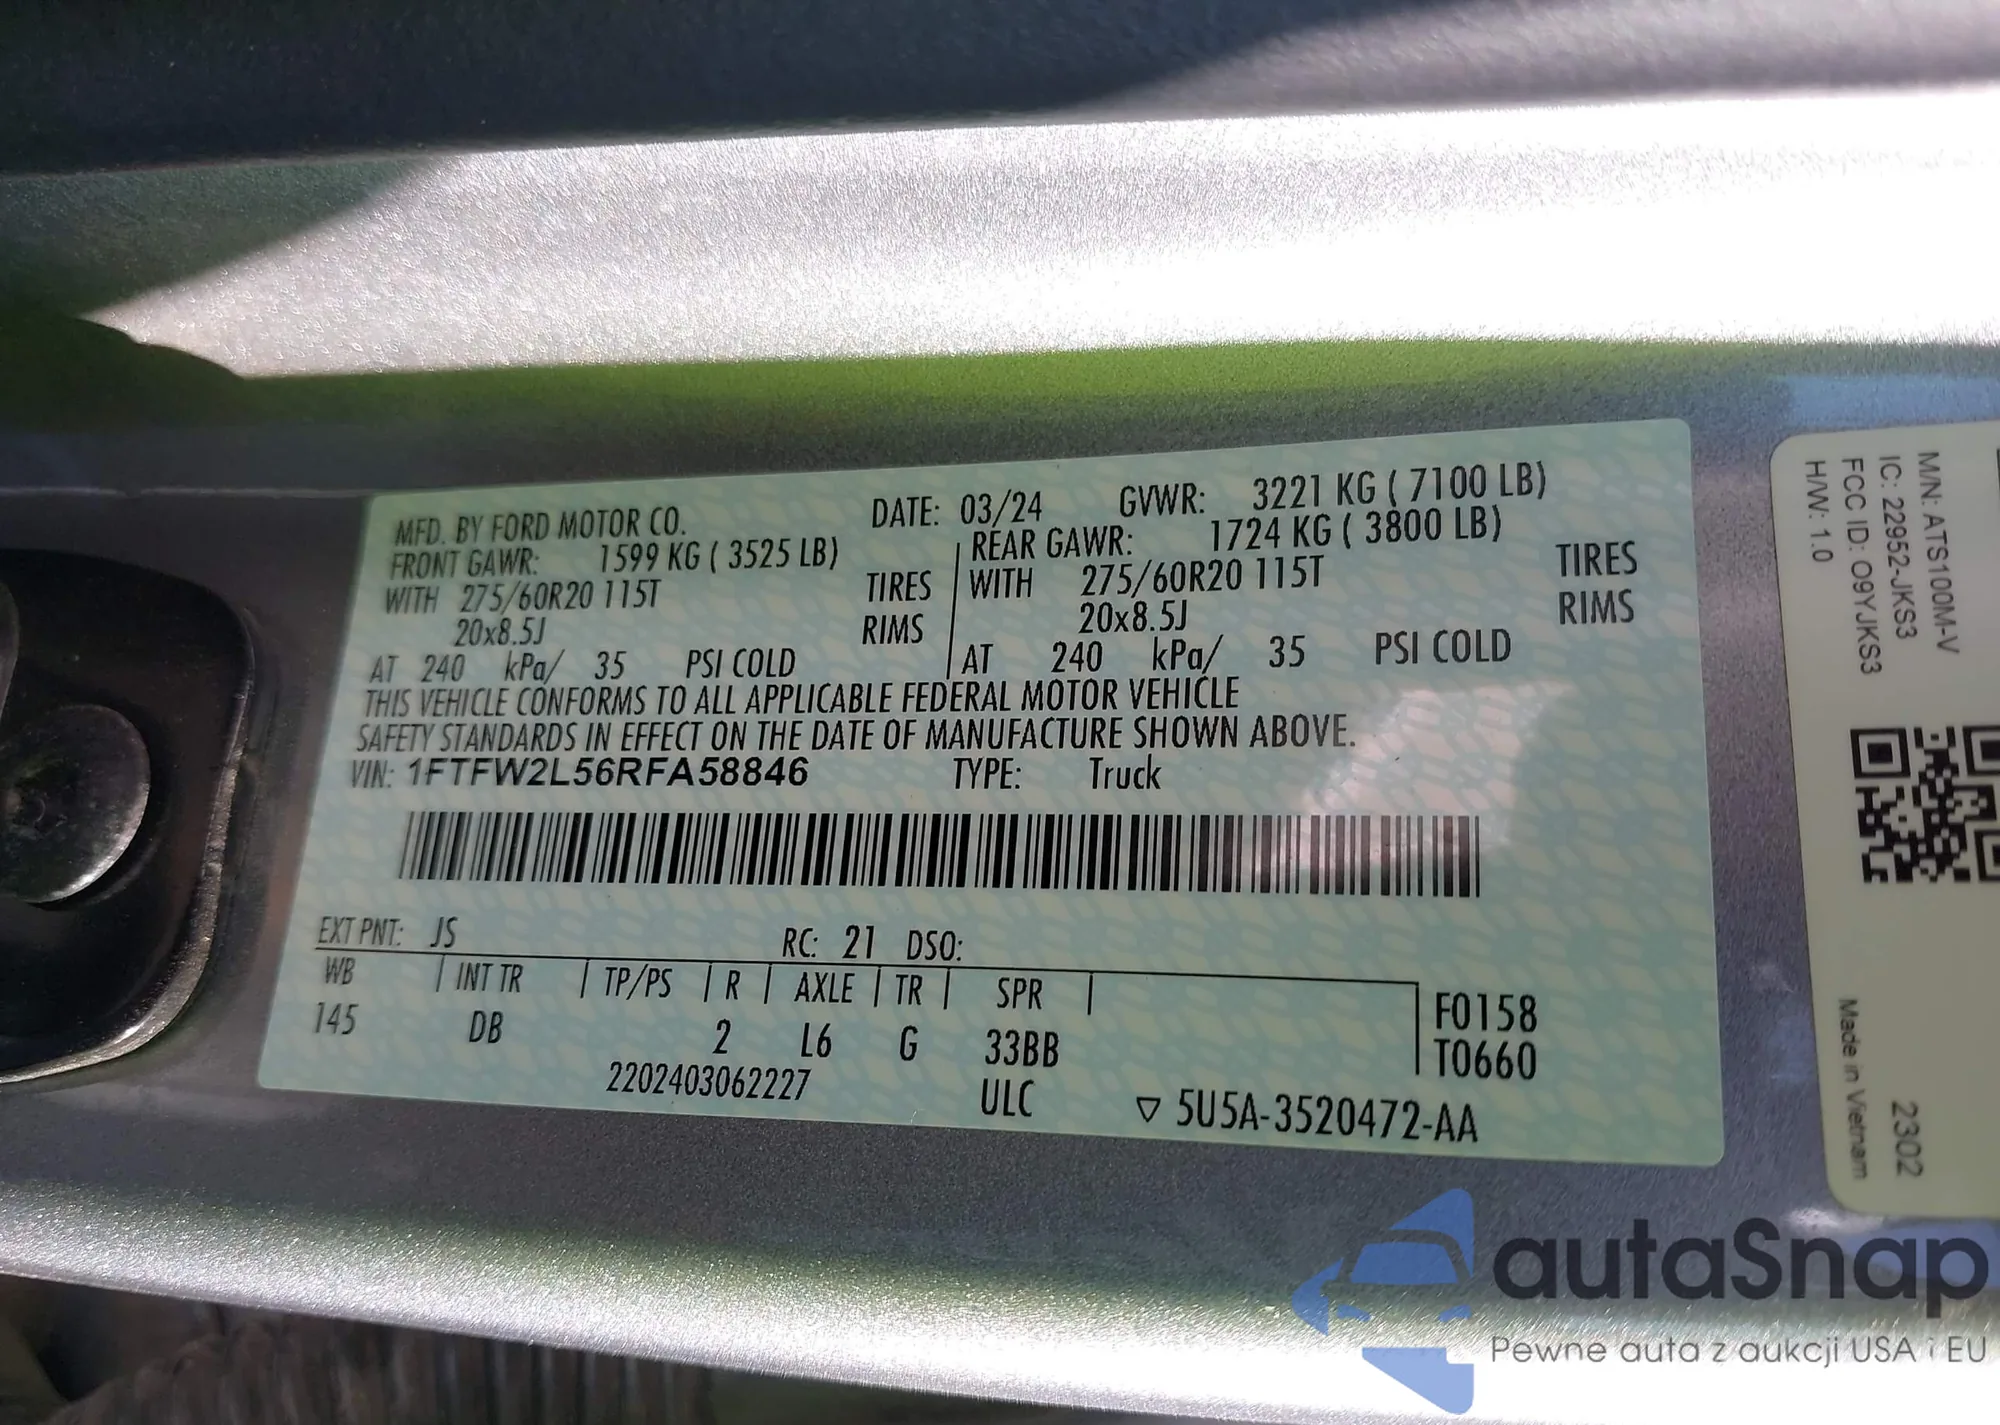 MFD. BY FORD MOTOR CO. DATE: 03/24 GVWR: 3221 KG ( 7100 LB)
FRONT GAWR: 1599 KG ( 3525 LB) REAR GAWR: 1724 KG ( 3800 LB)
WITH 275/60R20 115T TIRES WITH 275/60R20 115T TIRES
20x8.5J RIMS 20x8.5J RIMS
AT 240 kPa/ 35 PSI COLD AT 240 kPa/ 35 PSI COLD
THIS VEHICLE CONFORMS TO ALL APPLICABLE FEDERAL MOTOR VEHICLE
SAFETY STANDARDS IN EFFECT ON THE DATE OF MANUFACTURE SHOWN ABOVE.
VIN: 1FTFW2L56RFA58846 TYPE: Truck
EXT PNT: JS RC: 21 DSO:
WB INT TR TP/PS R AXLE TR SPR
145 DB 2 L6 G 33BB
F0158
T0660
2202403062227 ULC ▽ 5U5A-3520472-AA
M/N: ATS100M-V
IC: 22952-JKS3
FCC ID: O9YJKS3
H/W: 1.0
Made in Vietnam
2302
autaSnap
Pewne auta z aukcji USA i EU